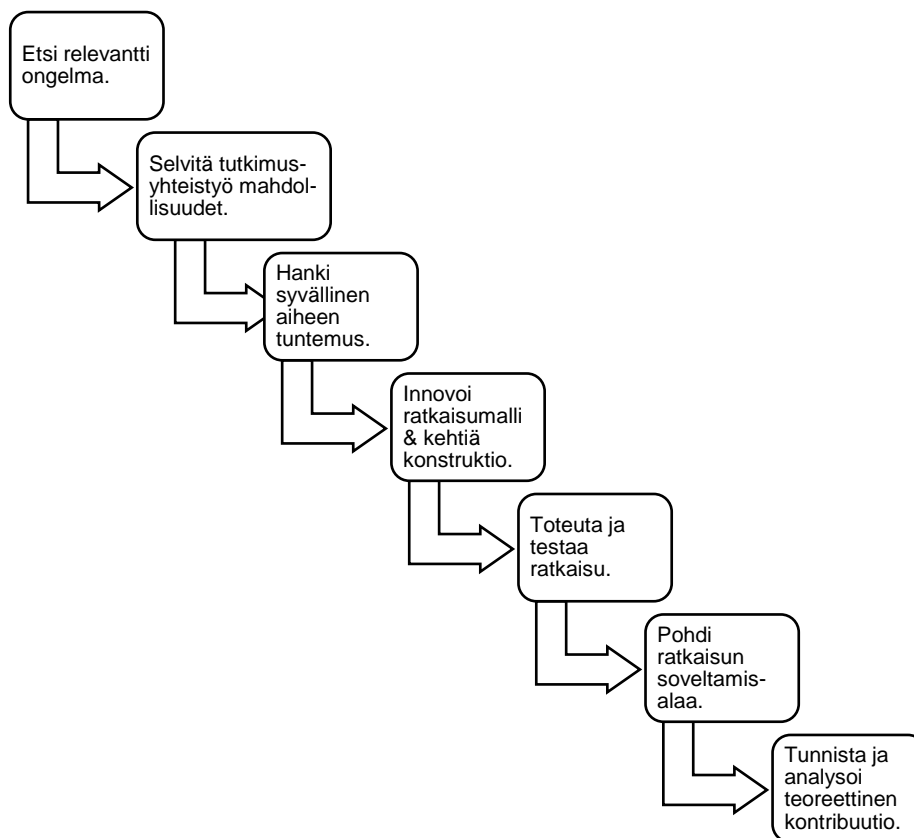 Etsi relevantti
ongelma.
Selvitä tutkimus-
yhteistyö mahdol-
lisuudet.
Hanki
syvällinen
aiheen
tuntemus.
Innovoi
ratkaisumalli
& kehtiä
konstruktio.
Toteuta ja
testaa
ratkaisu.
Pohdi
ratkaisun
soveltamis-
alaa.
Tunnista ja
analysoi
teoreettinen
kontribuutio.